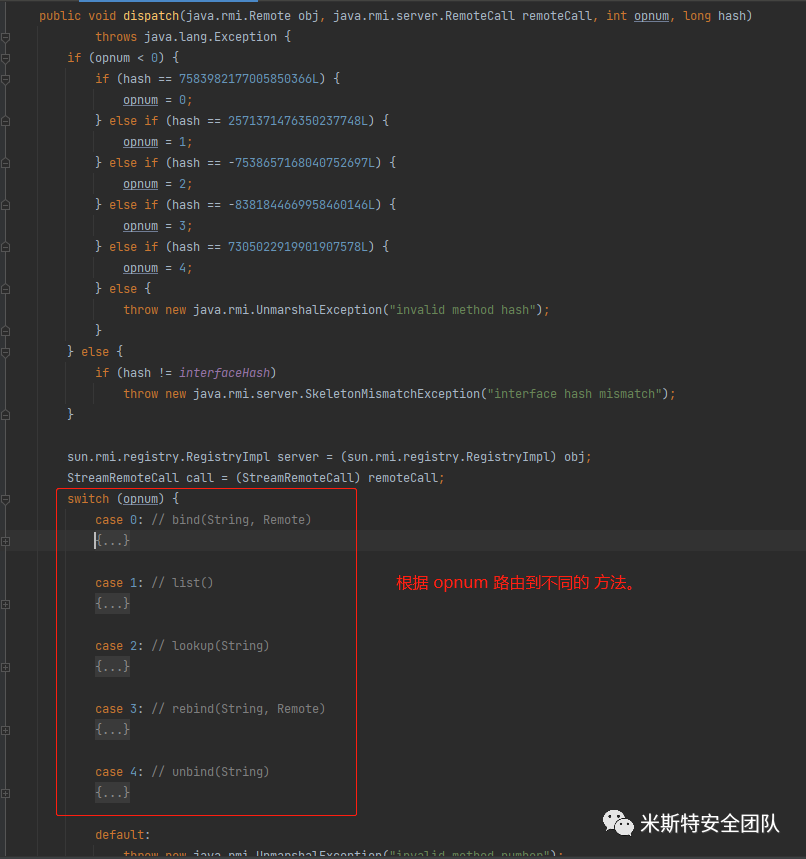 public void dispatch(java.rmi.Remote obj, java.rmi.server.RemoteCall remoteCall, int opnum, long hash)
throws java.lang.Exception {
if (opnum < 0) {
if (hash == 7583982177005850366L) {
opnum = 0;
} else if (hash == 2571371476350237748L) {
opnum = 1;
} else if (hash == -7538657168040752697L) {
opnum = 2;
} else if (hash == -8381844669958460146L) {
opnum = 3;
} else if (hash == 7305022919901907578L) {
opnum = 4;
} else {
throw new java.rmi.UnmarshalException("invalid method hash");
}
} else {
if (hash != interfaceHash)
throw new java.rmi.server.SkeletonMismatchException("interface hash mismatch");
}
sun.rmi.registry.RegistryImpl server = (sun.rmi.registry.RegistryImpl) obj;
StreamRemoteCall call = (StreamRemoteCall) remoteCall;
switch (opnum) {
case 0: // bind(String, Remote)
{...}
case 1: // list()
{...}
根据 opnum 路由到不同的 方法。
case 2: // lookup(String)
{...}
case 3: // rebind(String, Remote)
{...}
case 4: // unbind(String)
{...}
米斯特安全团队
default:
throw new java.rmi.UnmarshalException("invalid method number");